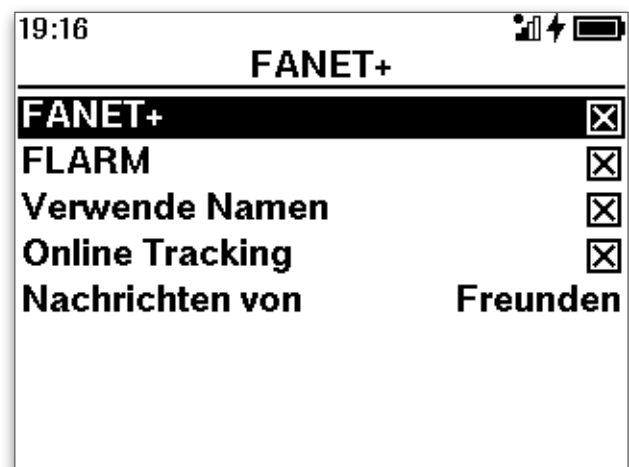 19:16
FANET+
FANET+
FLARM
Verwende Namen
Online Tracking
Nachrichten von Freunden